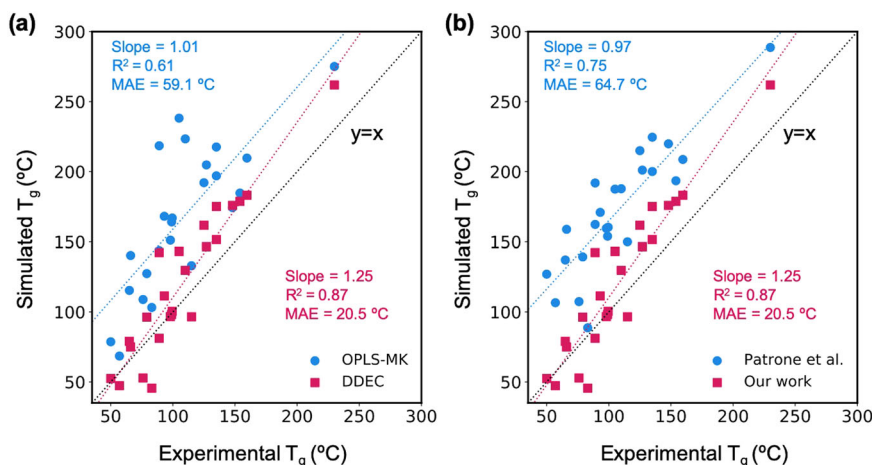 (a)
300
250
200
150
100
50
Simulated Tg (ºC)
Slope = 1.01
R² = 0.61
MAE = 59.1 ºC
y=x
Slope = 1.25
R² = 0.87
MAE = 20.5 ºC
OPLS-MK
DDEC
50 100 150 200 250 300
Experimental Tg (ºC)
(b)
300
250
200
150
100
50
Simulated Tg (ºC)
Slope = 0.97
R² = 0.75
MAE = 64.7 ºC
y=x
Slope = 1.25
R² = 0.87
MAE = 20.5 ºC
Patrone et al.
Our work
50 100 150 200 250 300
Experimental Tg (ºC)